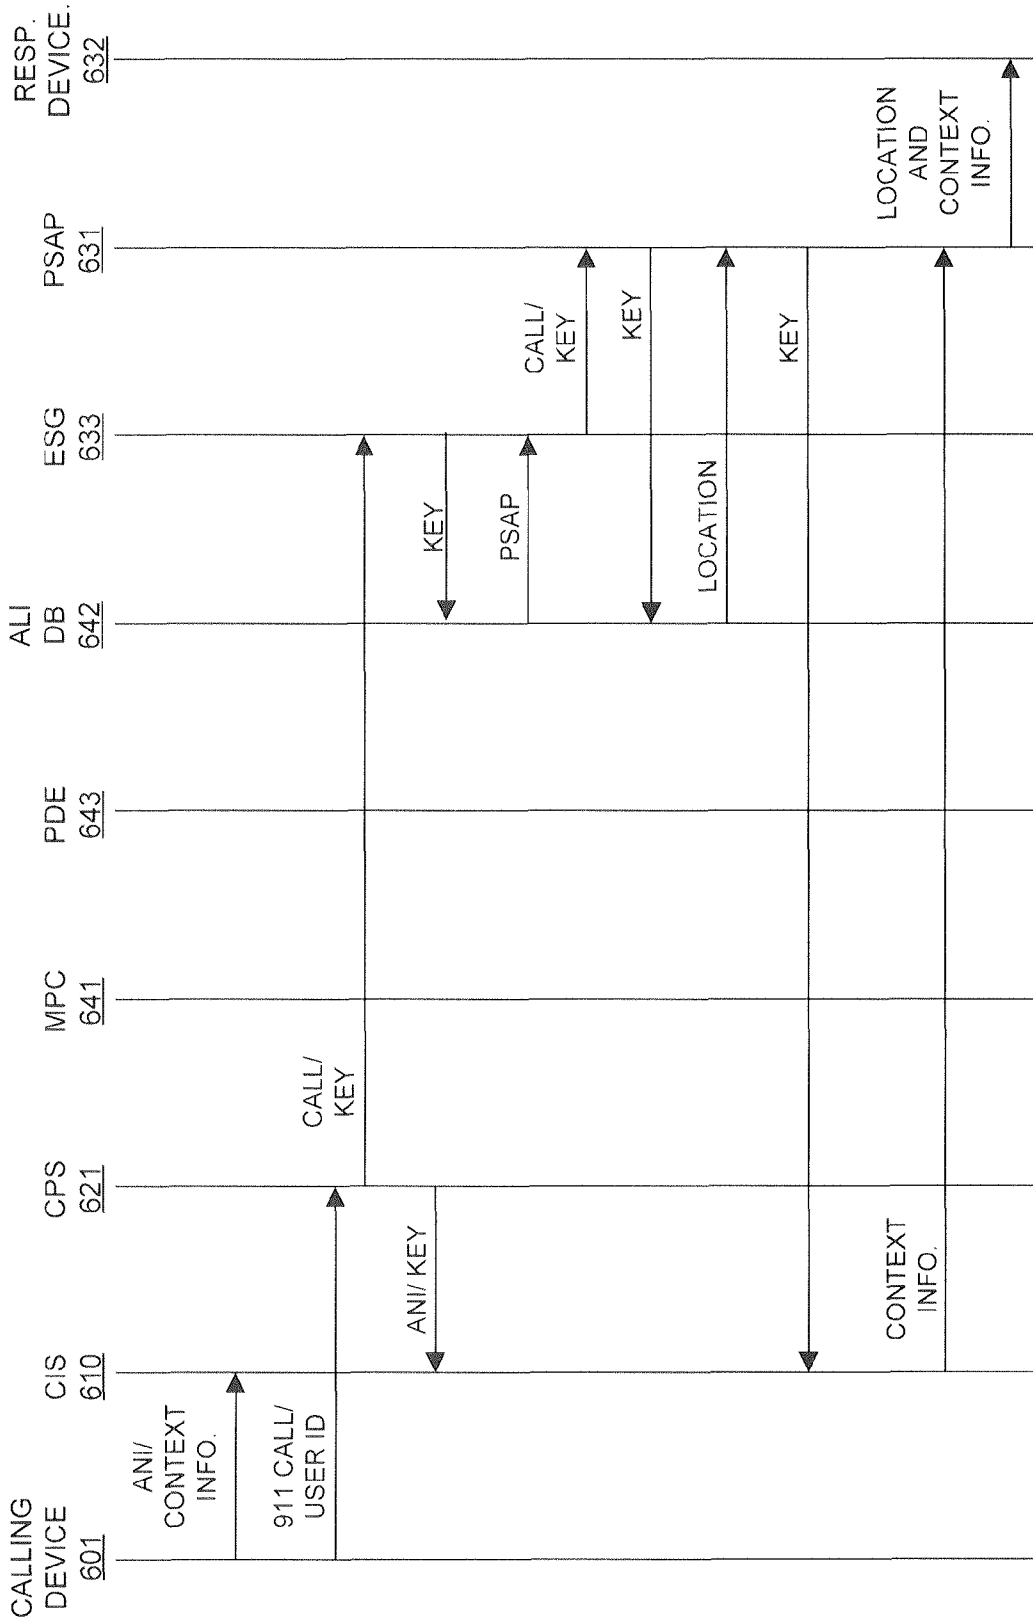 CALLING
DEVICE
601
CIS
610
CPS
621
MPC
641
PDE
643
ALI
DB
642
ESG
633
PSAP
631
RESP.
DEVICE.
632
ANI/
CONTEXT
INFO.
911 CALL/
USER ID
CALL/
KEY
ANI/ KEY
KEY
PSAP
CALL/
KEY
KEY
LOCATION
KEY
CONTEXT
INFO.
LOCATION
AND
CONTEXT
INFO.